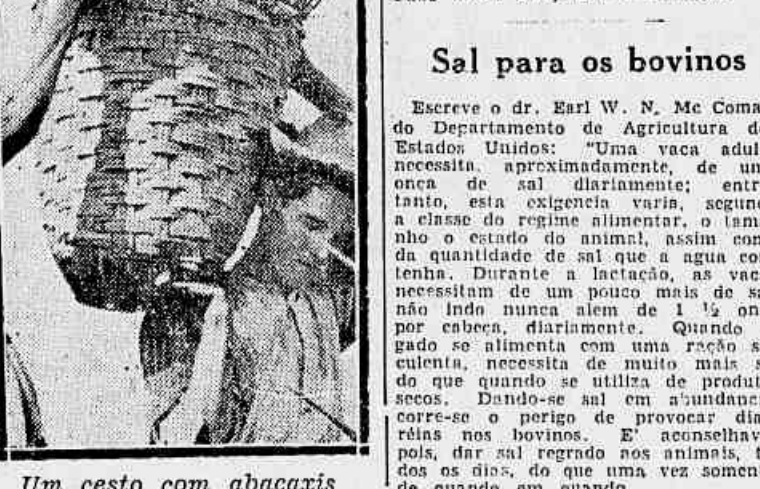 Um cesto com abacaxis
Sal para os bovinos
Escreve o dr. Earl W. N. Mc Coma
do Departamento de Agricultura d
Estados Unidos: "Uma vaca adul
necessita, aproximadamente, de um
onça de sal diariamente; entr
tanto, esta exigencia varia, segun
a classe do regime alimentar, o tam
nho o estado do animal, assim com
da quantidade de sal que a agua co
tenha. Durante a lactação, as vac
necessitam de um pouco mais de s
não indo nunca alem de 1 ½ on
por cabeça, diariamente. Quando
gado se alimenta com uma ração s
culenta, necessita de muito mais s
do que quando se utiliza de produt
secos. Dando-se sal em abundanc
corre-se o perigo de provocar dia
réias nos bovinos. E' aconselhav
pois, dar sal regrado aos animais, t
dos os dias, do que uma vez somen
de quando em quando